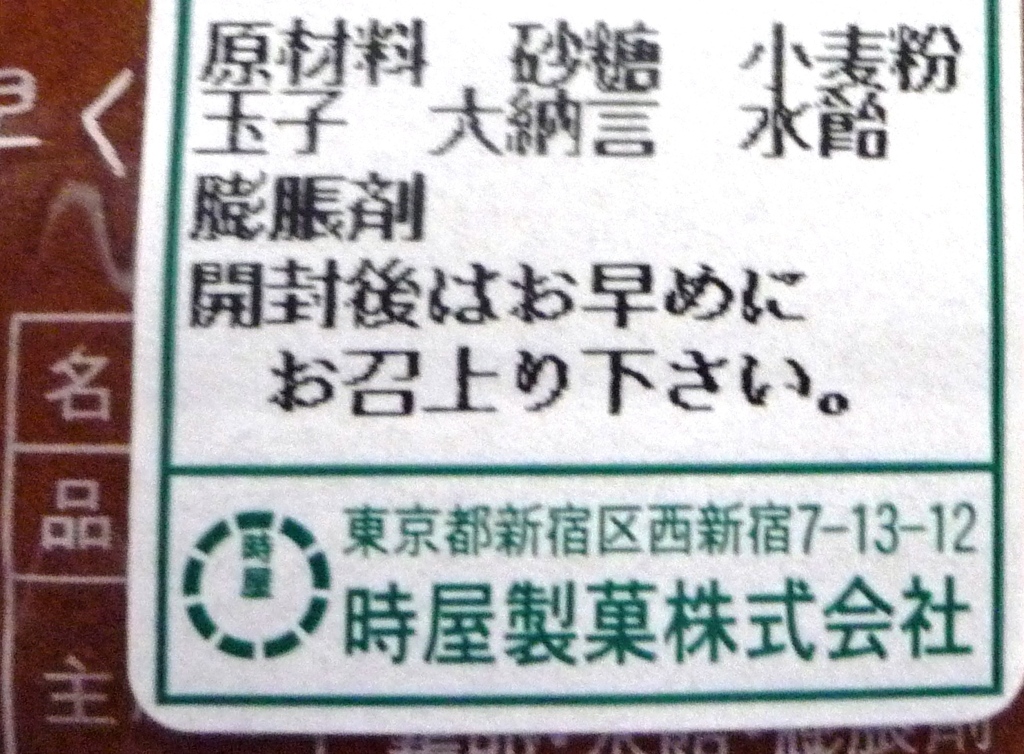 原材料 砂糖 小麦粉
玉子 大納言 水飴
膨脹剤
開封後はお早めに
お召上り下さい。
時屋
東京都新宿区西新宿7-13-12
時屋製菓株式会社
く
名
品
主